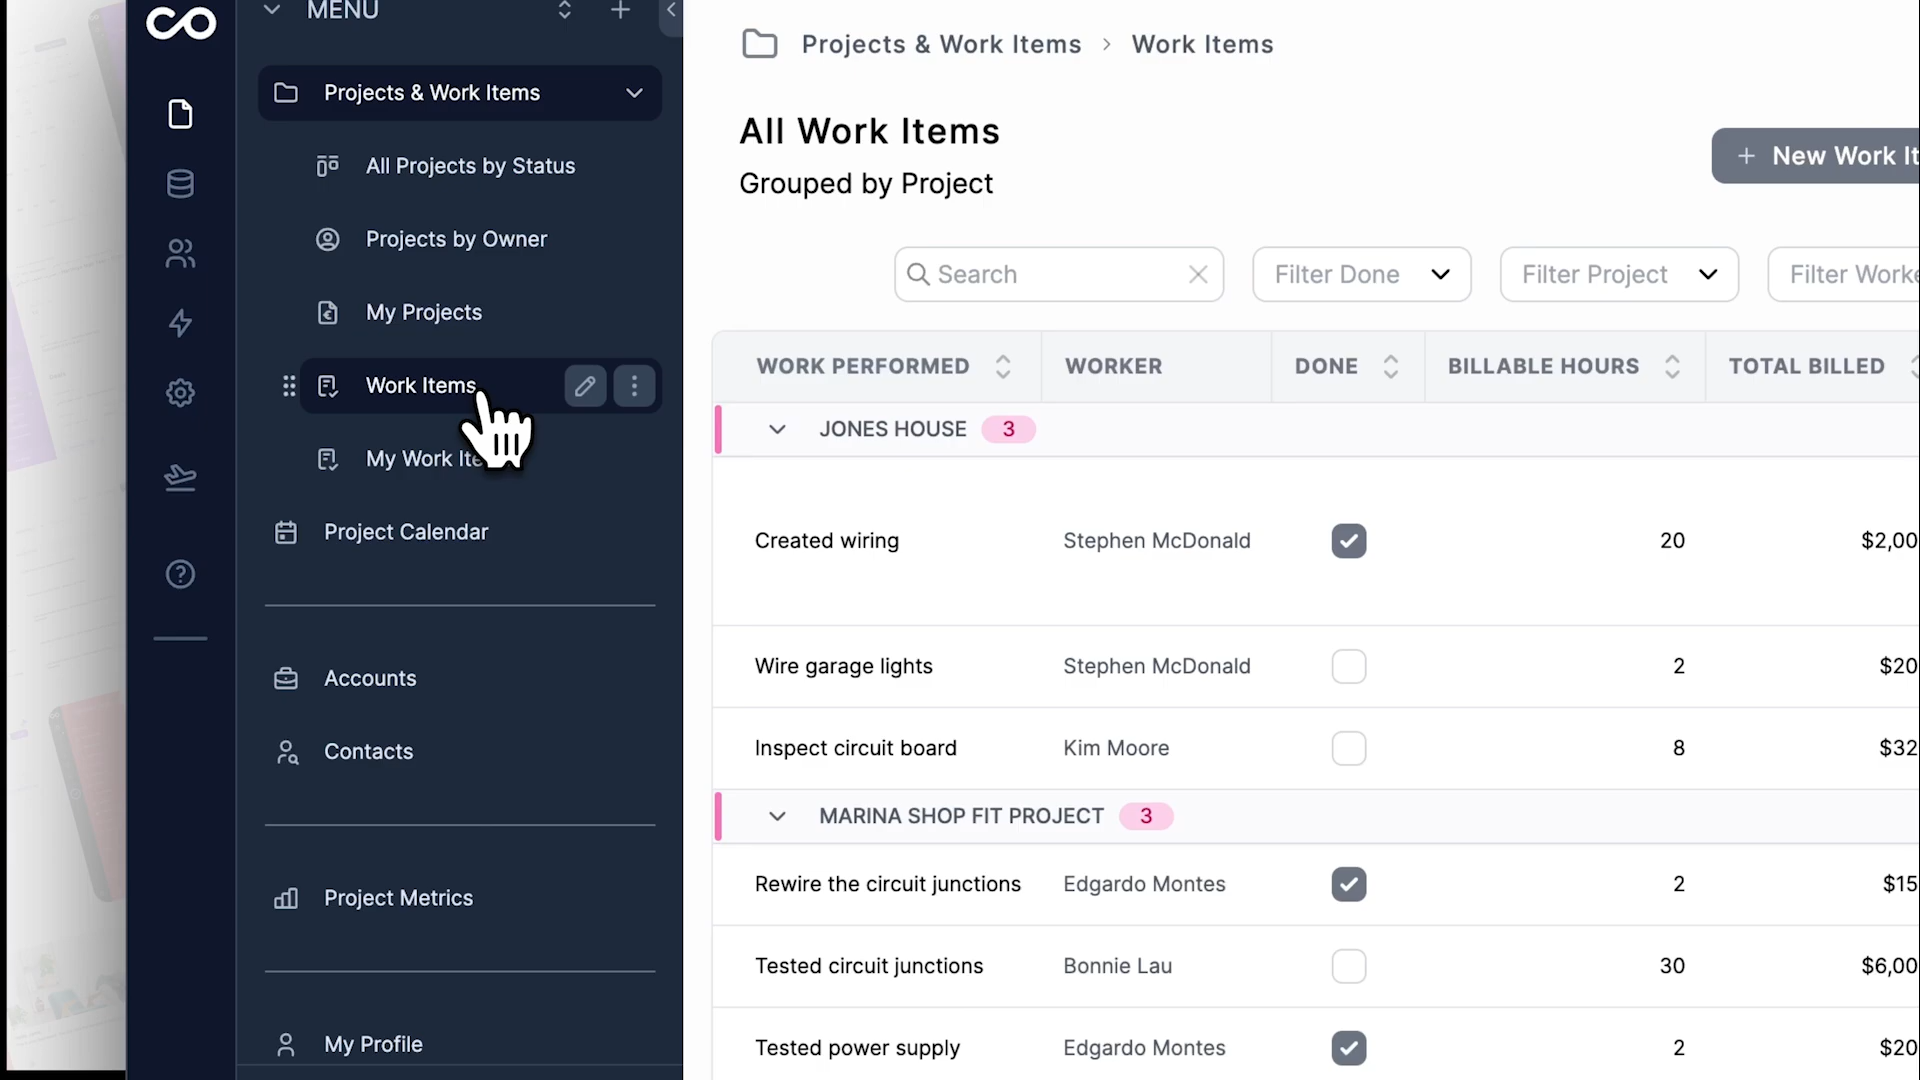 MENU
Projects & Work Items
All Projects by Status
Projects by Owner
My Projects
Work Items
My Work
Project Calendar
Accounts
Contacts
Project Metrics
My Profile
Projects & Work Items > Work Items
All Work Items
Grouped by Project
+ New Work It
Search
Filter Done
Filter Project
Filter Worke
WORK PERFORMED WORKER DONE BILLABLE HOURS TOTAL BILLED
JONES HOUSE 3
Created wiring Stephen McDonald 20 $2,00
Wire garage lights Stephen McDonald 2 $20
Inspect circuit board Kim Moore 8 $32
MARINA SHOP FIT PROJECT 3
Rewire the circuit junctions Edgardo Montes 2 $15
Tested circuit junctions Bonnie Lau 30 $6,00
Tested power supply Edgardo Montes 2 $20